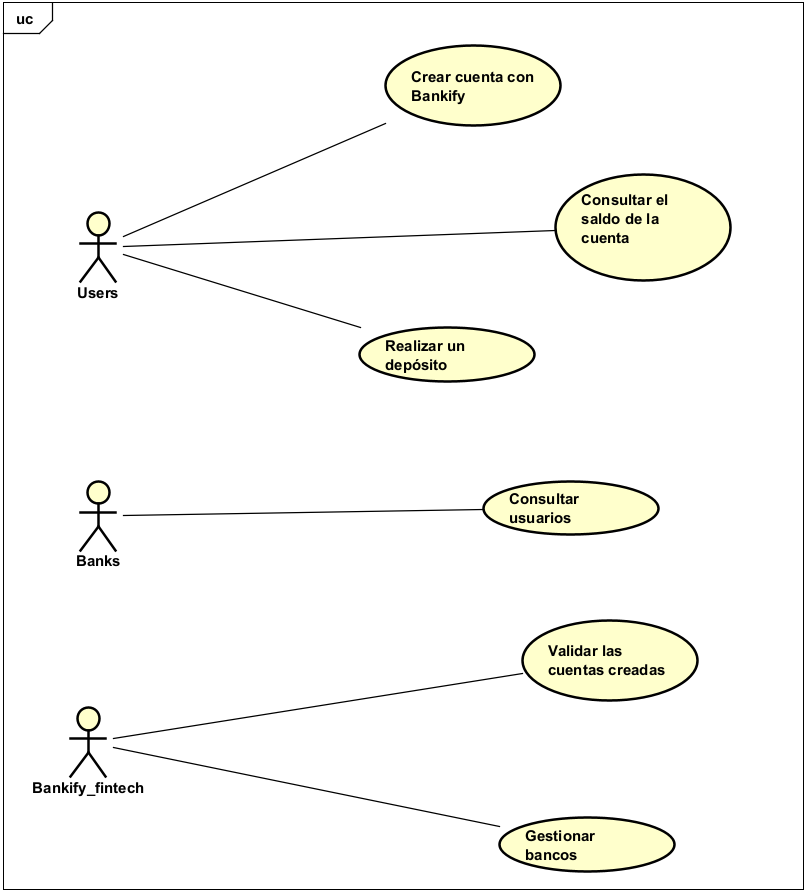 uc
Crear cuenta con
Bankify
Consultar el
saldo de la
cuenta
Users
Realizar un
depósito
Consultar
usuarios
Banks
Validar las
cuentas creadas
Bankify_fintech
Gestionar
bancos